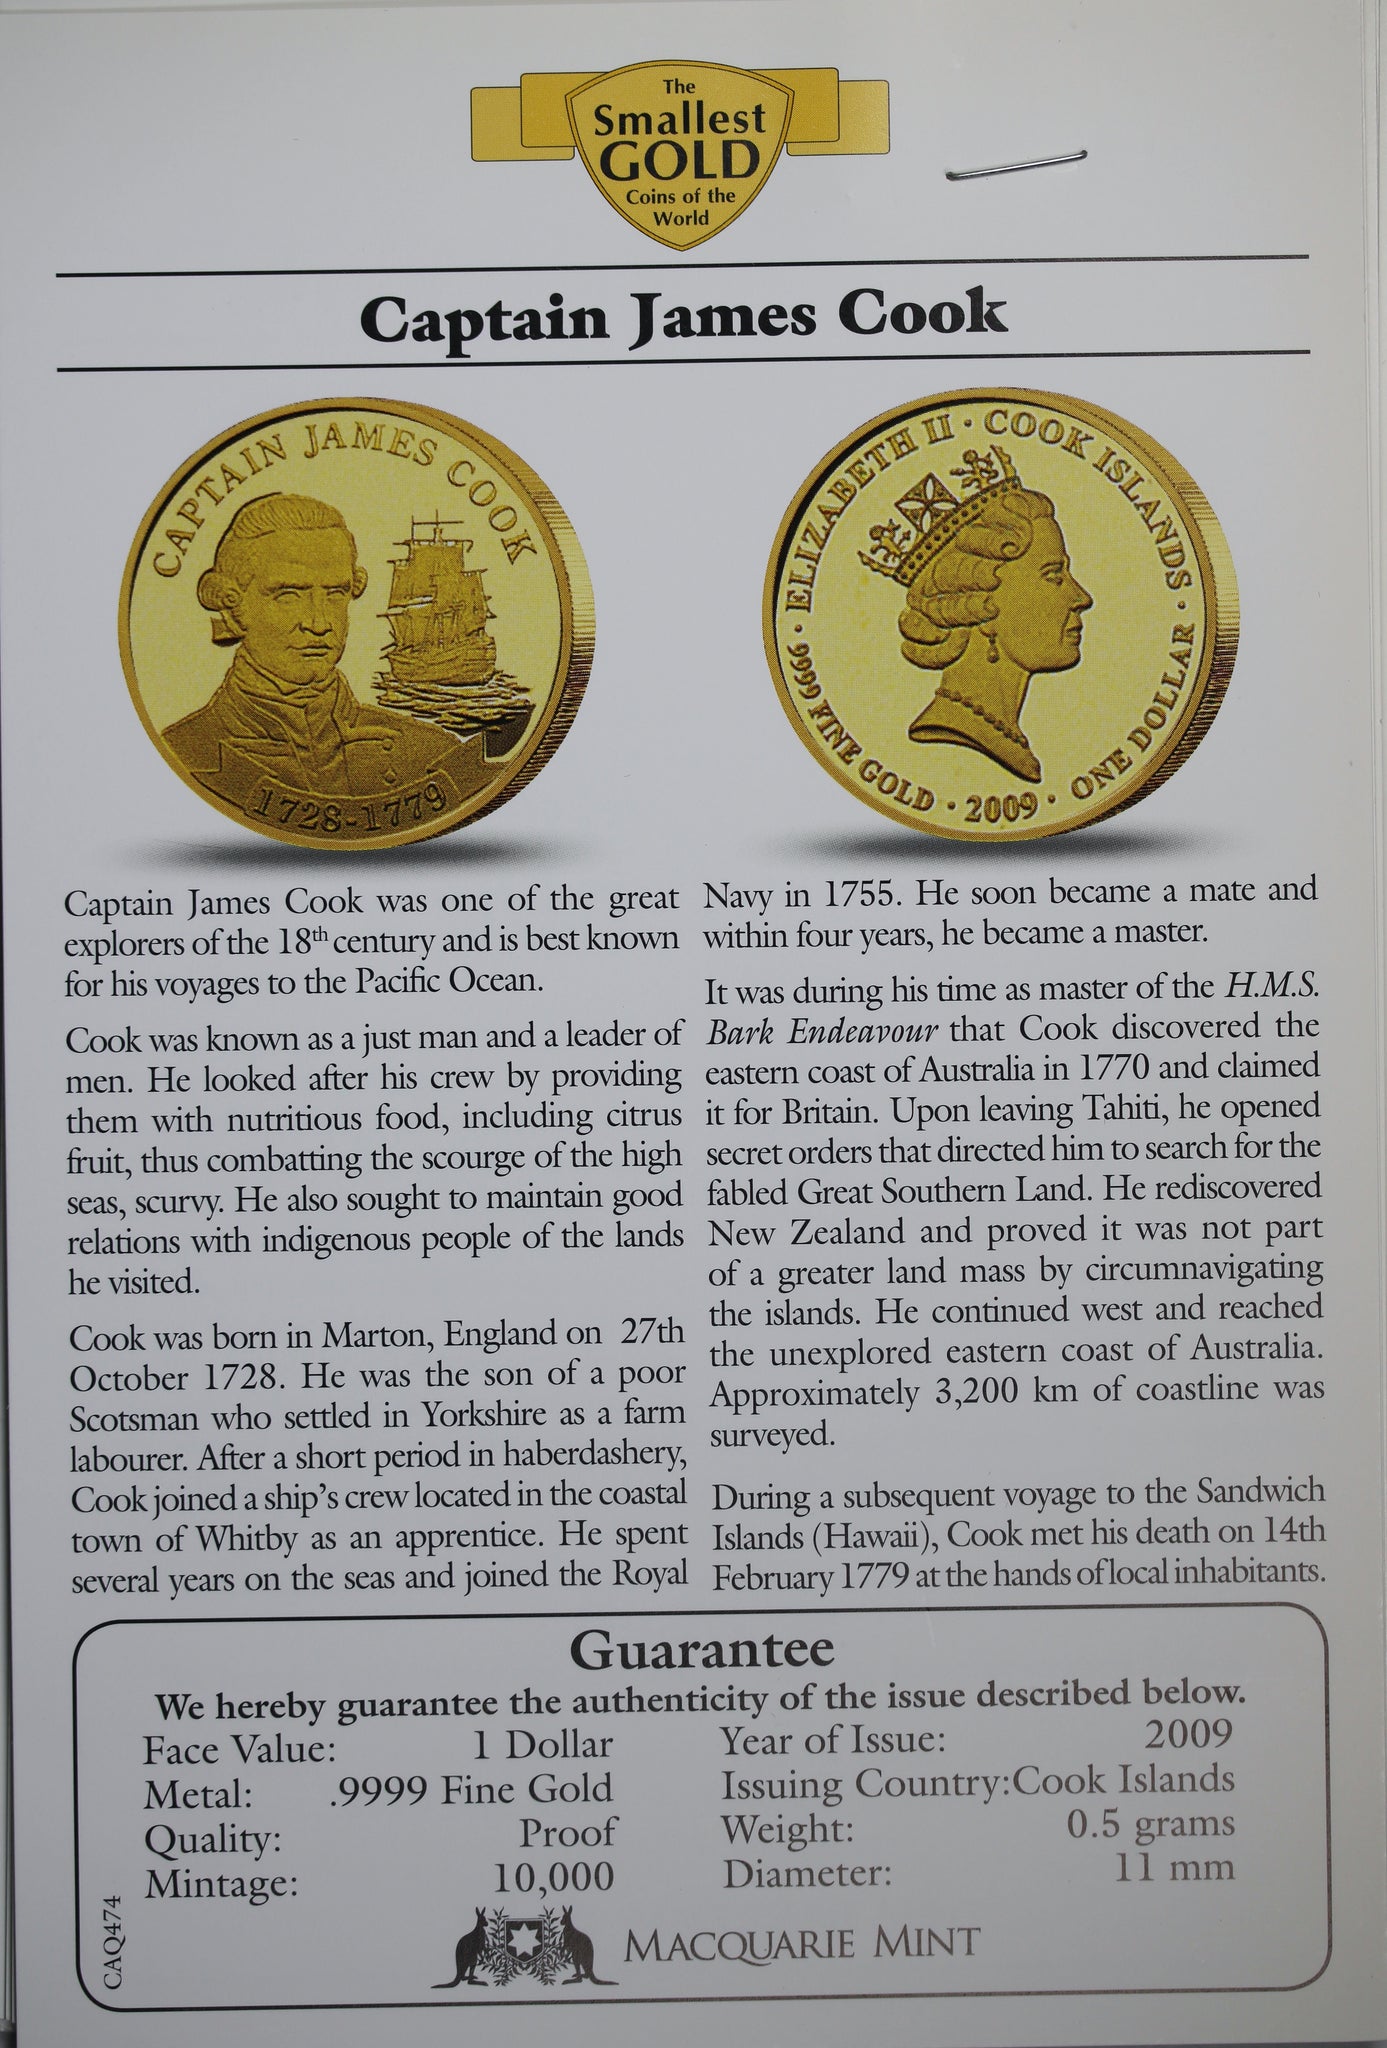 The
Smallest
GOLD
Coins of the
World
Captain James Cook
CAPTAIN JAMES COOK
1728-1779
· ELIZABETH II · COOK ISLANDS ·
9999 FINE GOLD · 2009 · ONE DOLLAR
Captain James Cook was one of the great
explorers of the 18th century and is best known
for his voyages to the Pacific Ocean.
Cook was known as a just man and a leader of
men. He looked after his crew by providing
them with nutritious food, including citrus
fruit, thus combatting the scourge of the high
seas, scurvy. He also sought to maintain good
relations with indigenous people of the lands
he visited.
Cook was born in Marton, England on 27th
October 1728. He was the son of a poor
Scotsman who settled in Yorkshire as a farm
labourer. After a short period in haberdashery,
Cook joined a ship's crew located in the coastal
town of Whitby as an apprentice. He spent
several years on the seas and joined the Royal
Navy in 1755. He soon became a mate and
within four years, he became a master.
It was during his time as master of the H.M.S.
Bark Endeavour that Cook discovered the
eastern coast of Australia in 1770 and claimed
it for Britain. Upon leaving Tahiti, he opened
secret orders that directed him to search for the
fabled Great Southern Land. He rediscovered
New Zealand and proved it was not part
of a greater land mass by circumnavigating
the islands. He continued west and reached
the unexplored eastern coast of Australia.
Approximately 3,200 km of coastline was
surveyed.
During a subsequent voyage to the Sandwich
Islands (Hawaii), Cook met his death on 14th
February 1779 at the hands of local inhabitants.
Guarantee
We hereby guarantee the authenticity of the issue described below.
Face Value: 1 Dollar
Metal: .9999 Fine Gold
Quality: Proof
Mintage: 10,000
Year of Issue: 2009
Issuing Country:Cook Islands
Weight: 0.5 grams
Diameter: 11 mm
CAQ474
MACQUARIE MINT